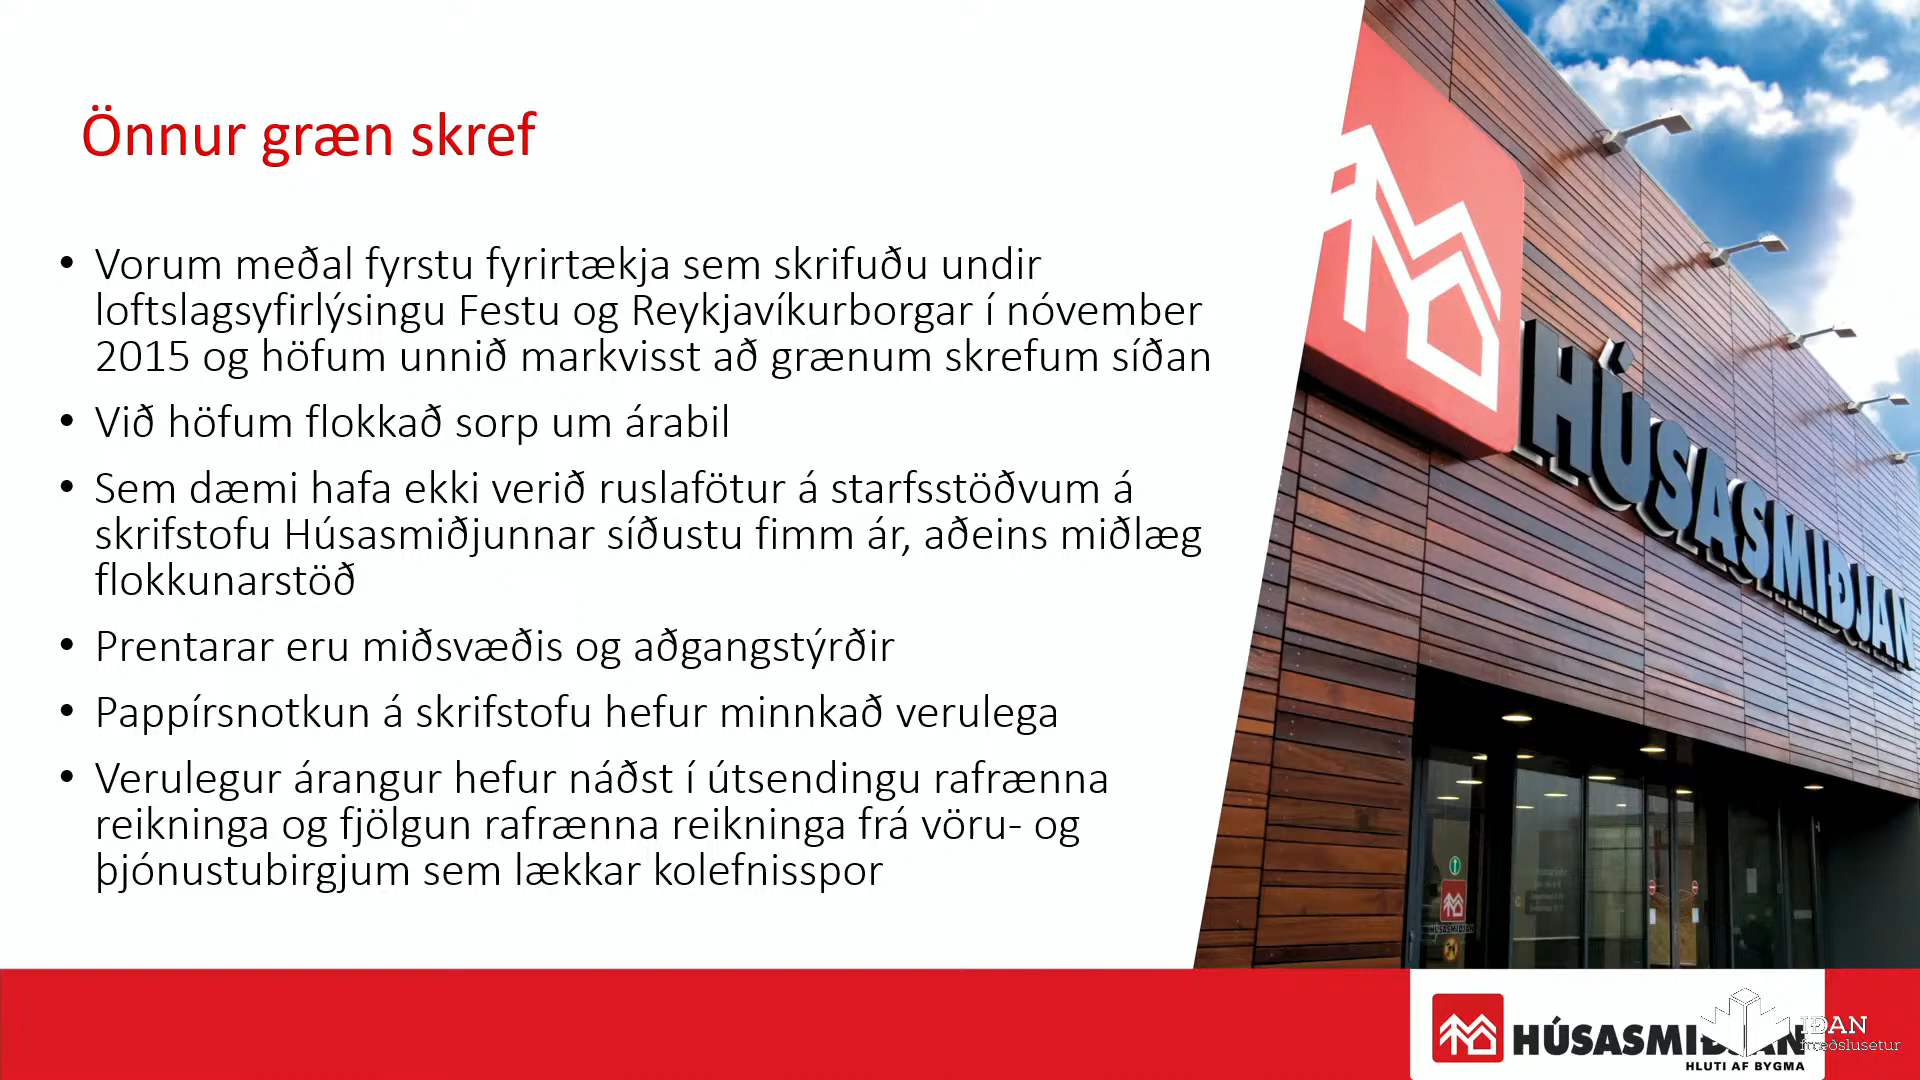 Önnur græn skref
• Vorum meðal fyrstu fyrirtækja sem skrifuðu undir
loftslagsyfirlýsingu Festu og Reykjavíkurborgar í nóvember
2015 og höfum unnið markvisst að grænum skrefum síðan
• Við höfum flokkað sorp um árabil
• Sem dæmi hafa ekki verið ruslafötur á starfsstöðvum á
skrifstofu Húsasmiðjunnar síðustu fimm ár, aðeins miðlæg
flokkunarstöð
• Prentarar eru miðsvæðis og aðgangstýrðir
• Pappírsnotkun á skrifstofu hefur minnkað verulega
• Verulegur árangur hefur náðst í útsendingu rafrænna
reikninga og fjölgun rafrænna reikninga frá vöru- og
þjónustubirgjum sem lækkar kolefnisspor
HÚSASMIÐJAN
HÚSASMIÐJAN
HÚSASMIÐJAN
HLUTI AF BYGMA
IÐAN
fræðslusetur